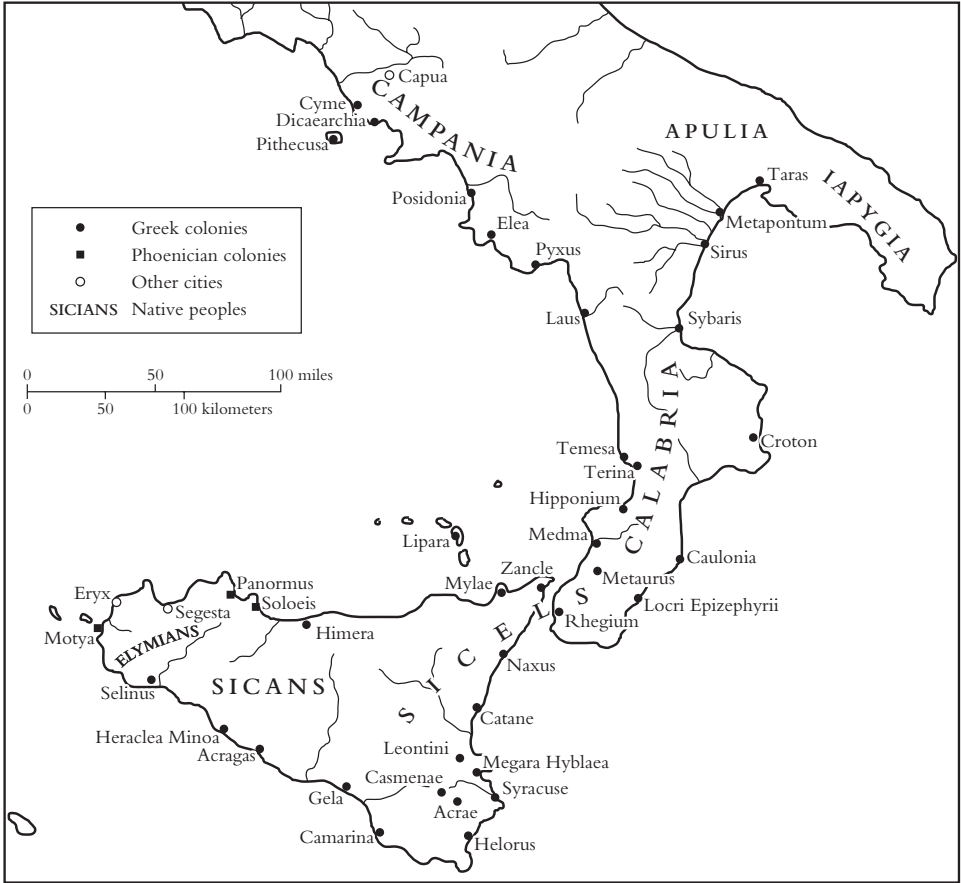 Capua
CAMPANIA
Cyme
Dicaearchia
Pithecusa
APULIA
IAPYGIA
Taras
Posidonia
Metapontum
Elea
Sirus
Pyxus
Greek colonies
Phoenician colonies
Other cities
SICIANS Native peoples
Laus
Sybaris
0 50 100 miles
0 50 100 kilometers
CALABRIA
Croton
Temesa
Terina
Hipponium
Lipara
Medma
Caulonia
Zancle
Metaurus
Mylae
Panormus
Eryx
Soloeis
Segesta
Locri Epizephyrii
Rhegium
Motya
ELYMIANS
Himera
SICELS
Naxus
Selinus
SICANS
Catane
Heraclea Minoa
Acragas
Leontini
Megara Hyblaea
Casmenae
Syracuse
Gela
Acrae
Camarina
Helorus